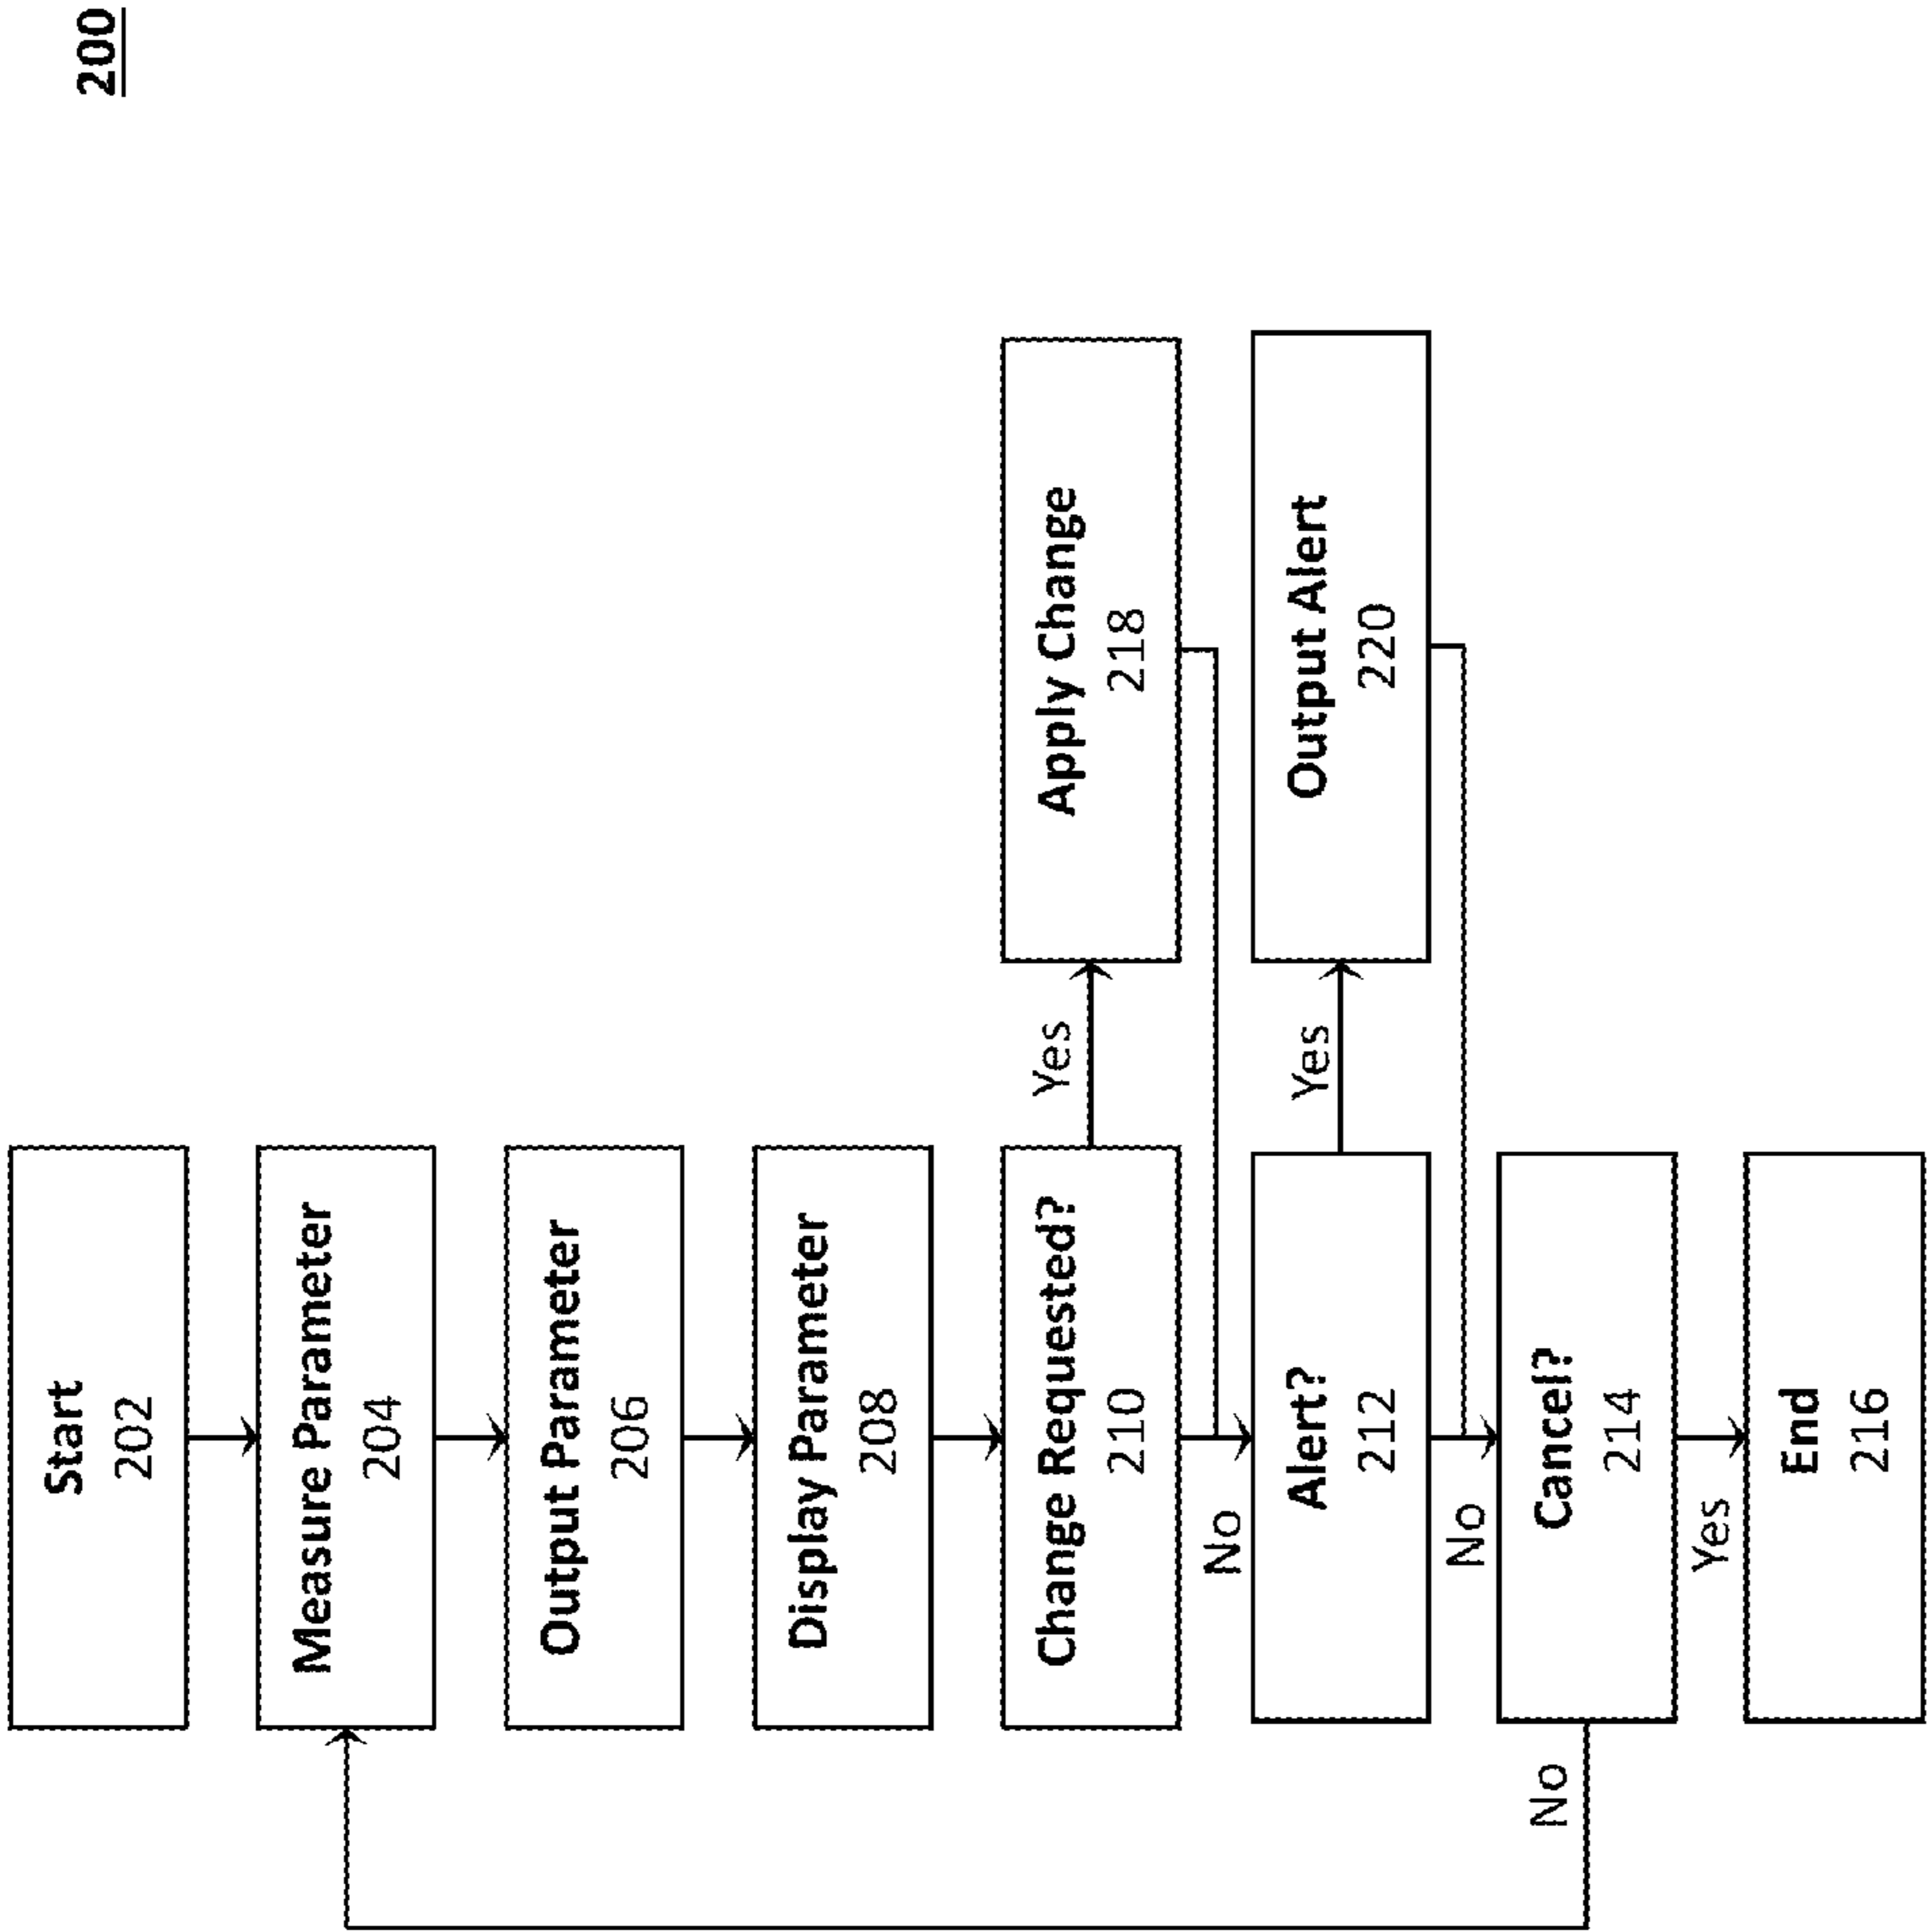 200
Start
202
Measure Parameter
204
Output Parameter
206
Display Parameter
208
Change Requested?
210
Yes
Apply Change
218
No
Alert?
212
Yes
Output Alert
220
No
Cancel?
214
No
Yes
End
216